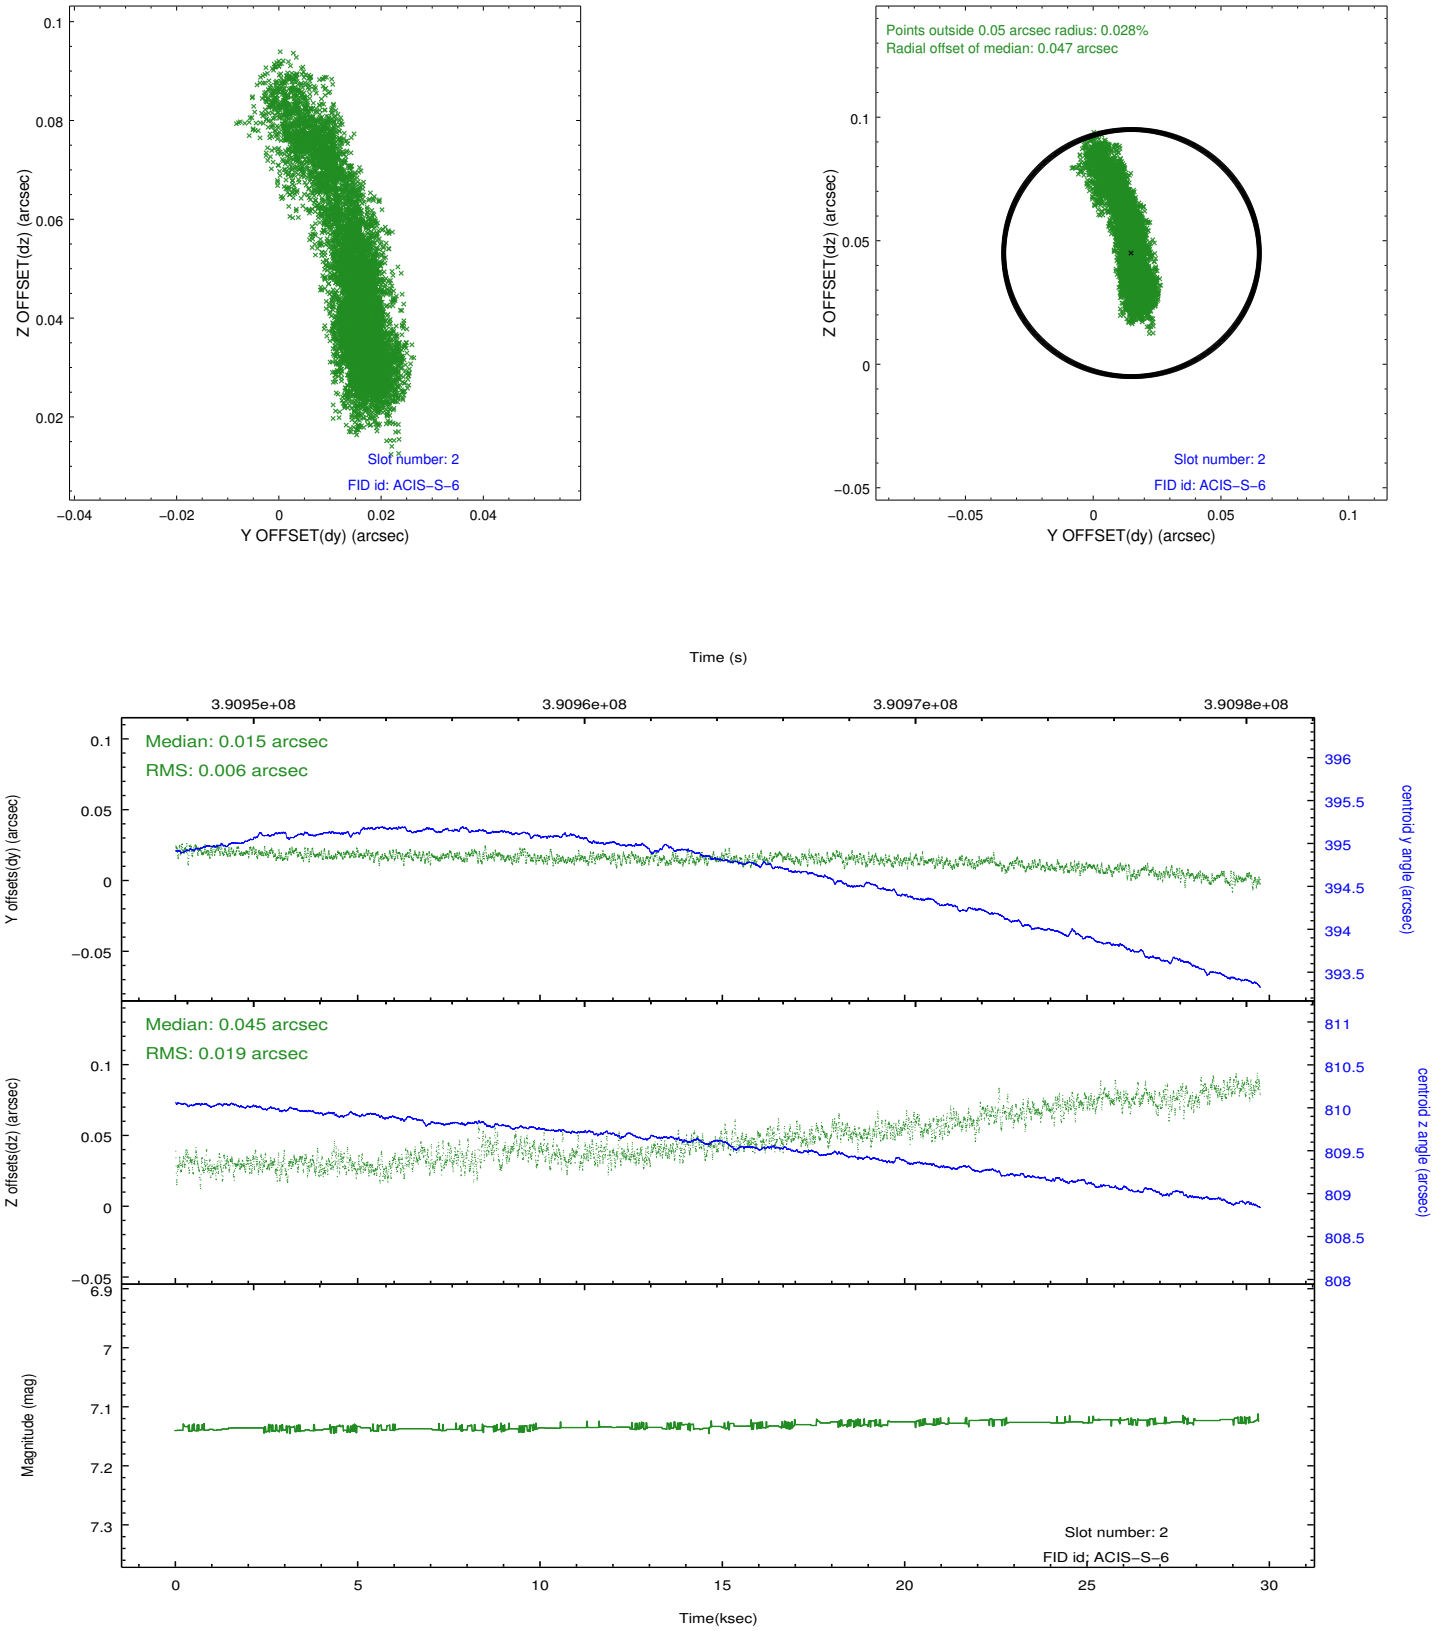 0.1
0.08
0.06
0.04
0.02
Z OFFSET(dz) (arcsec)
−0.04 −0.02 0 0.02 0.04
Y OFFSET(dy) (arcsec)
Slot number: 2
FID id: ACIS−S−6
Points outside 0.05 arcsec radius: 0.028%
Radial offset of median: 0.047 arcsec
0.1
0.05
0
−0.05
Z OFFSET(dz) (arcsec)
−0.05 0 0.05 0.1
Y OFFSET(dy) (arcsec)
Slot number: 2
FID id: ACIS−S−6
Time (s)
3.9095e+08 3.9096e+08 3.9097e+08 3.9098e+08
Median: 0.015 arcsec
RMS: 0.006 arcsec
0.1
0.05
0
−0.05
Y offsets(dy) (arcsec)
396
395.5
395
394.5
394
393.5
centroid y angle (arcsec)
Median: 0.045 arcsec
RMS: 0.019 arcsec
0.1
0.05
0
−0.05
Z offsets(dz) (arcsec)
811
810.5
810
809.5
809
808.5
808
centroid z angle (arcsec)
6.9
7
7.1
7.2
7.3
Magnitude (mag)
Slot number: 2
FID id: ACIS−S−6
0 5 10 15 20 25 30
Time(ksec)